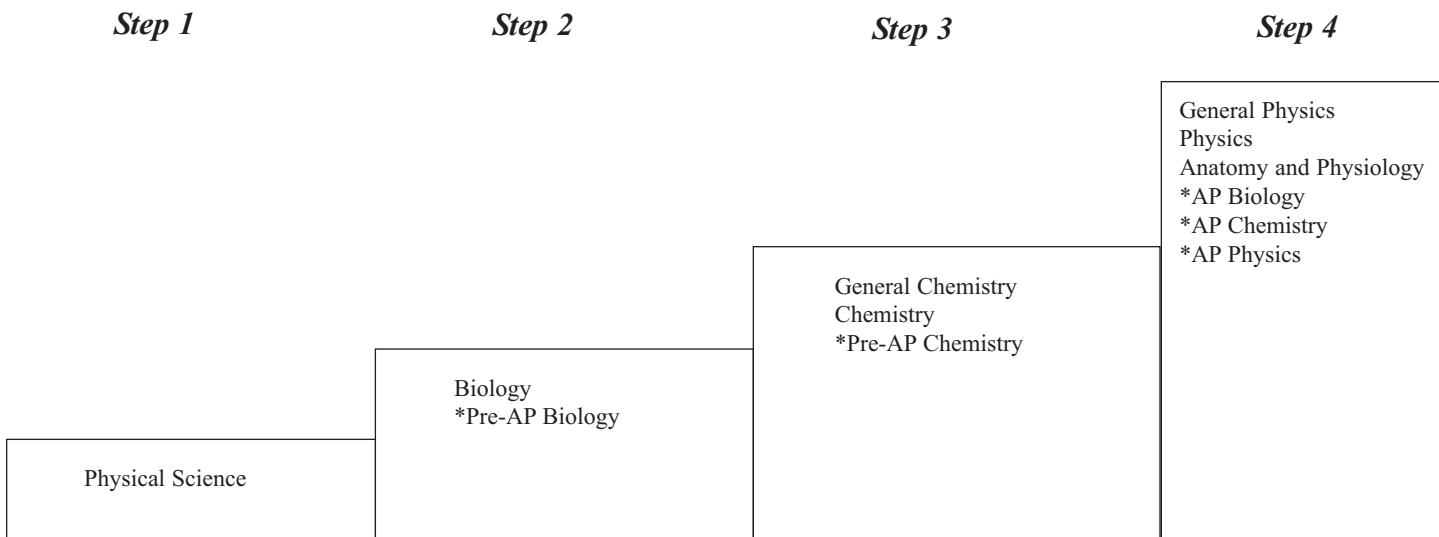 Step 1
Step 2
Step 3
Step 4
Physical Science
Biology
*Pre-AP Biology
General Chemistry
Chemistry
*Pre-AP Chemistry
General Physics
Physics
Anatomy and Physiology
*AP Biology
*AP Chemistry
*AP Physics